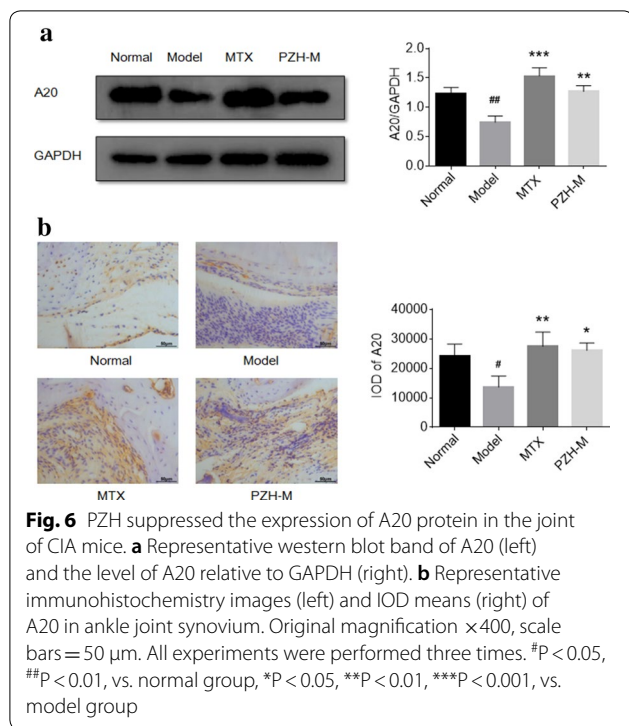 a
Normal Model MTX PZH-M
A20
GAPDH
A20/GAPDH
2.0
1.5
1.0
0.5
0.0
##
***
**
Normal
Model
MTX
PZH-M
b
Normal
Model
MTX
PZH-M
IOD of A20
40000
30000
20000
10000
0
#
**
*
Normal
Model
MTX
PZH-M
Fig. 6 PZH suppressed the expression of A20 protein in the joint
of CIA mice. a Representative western blot band of A20 (left)
and the level of A20 relative to GAPDH (right). b Representative
immunohistochemistry images (left) and IOD means (right) of
A20 in ankle joint synovium. Original magnification ×400, scale
bars = 50 μm. All experiments were performed three times. #P < 0.05,
##P < 0.01, vs. normal group, *P < 0.05, **P < 0.01, ***P < 0.001, vs.
model group